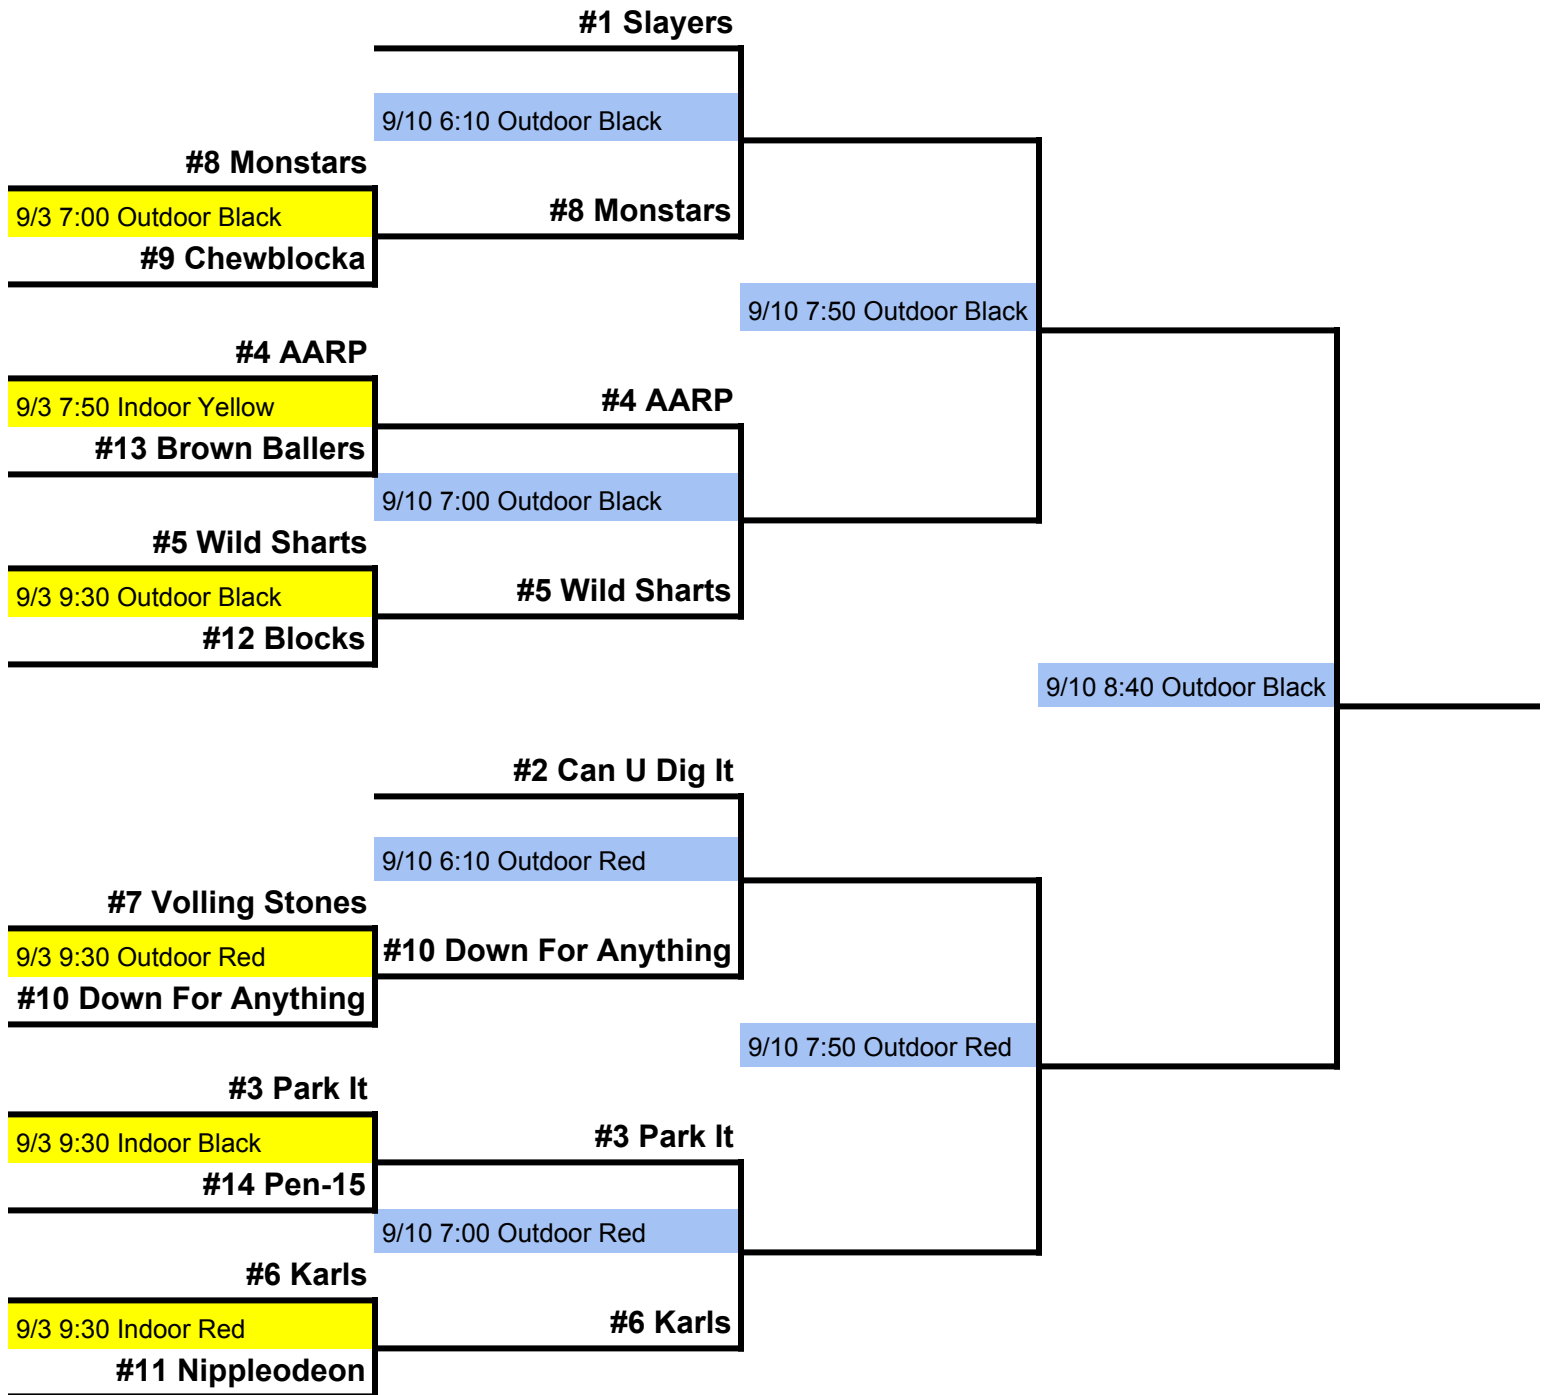 #1 Slayers
9/10 6:10 Outdoor Black
#8 Monstars
9/3 7:00 Outdoor Black
#8 Monstars
#9 Chewblocka
9/10 7:50 Outdoor Black
#4 AARP
9/3 7:50 Indoor Yellow
#4 AARP
#13 Brown Ballers
9/10 7:00 Outdoor Black
#5 Wild Sharts
9/3 9:30 Outdoor Black
#5 Wild Sharts
#12 Blocks
9/10 8:40 Outdoor Black
#2 Can U Dig It
9/10 6:10 Outdoor Red
#7 Volling Stones
9/3 9:30 Outdoor Red
#10 Down For Anything
#10 Down For Anything
9/10 7:50 Outdoor Red
#3 Park It
9/3 9:30 Indoor Black
#3 Park It
#14 Pen-15
9/10 7:00 Outdoor Red
#6 Karls
9/3 9:30 Indoor Red
#6 Karls
#11 Nippleodeon